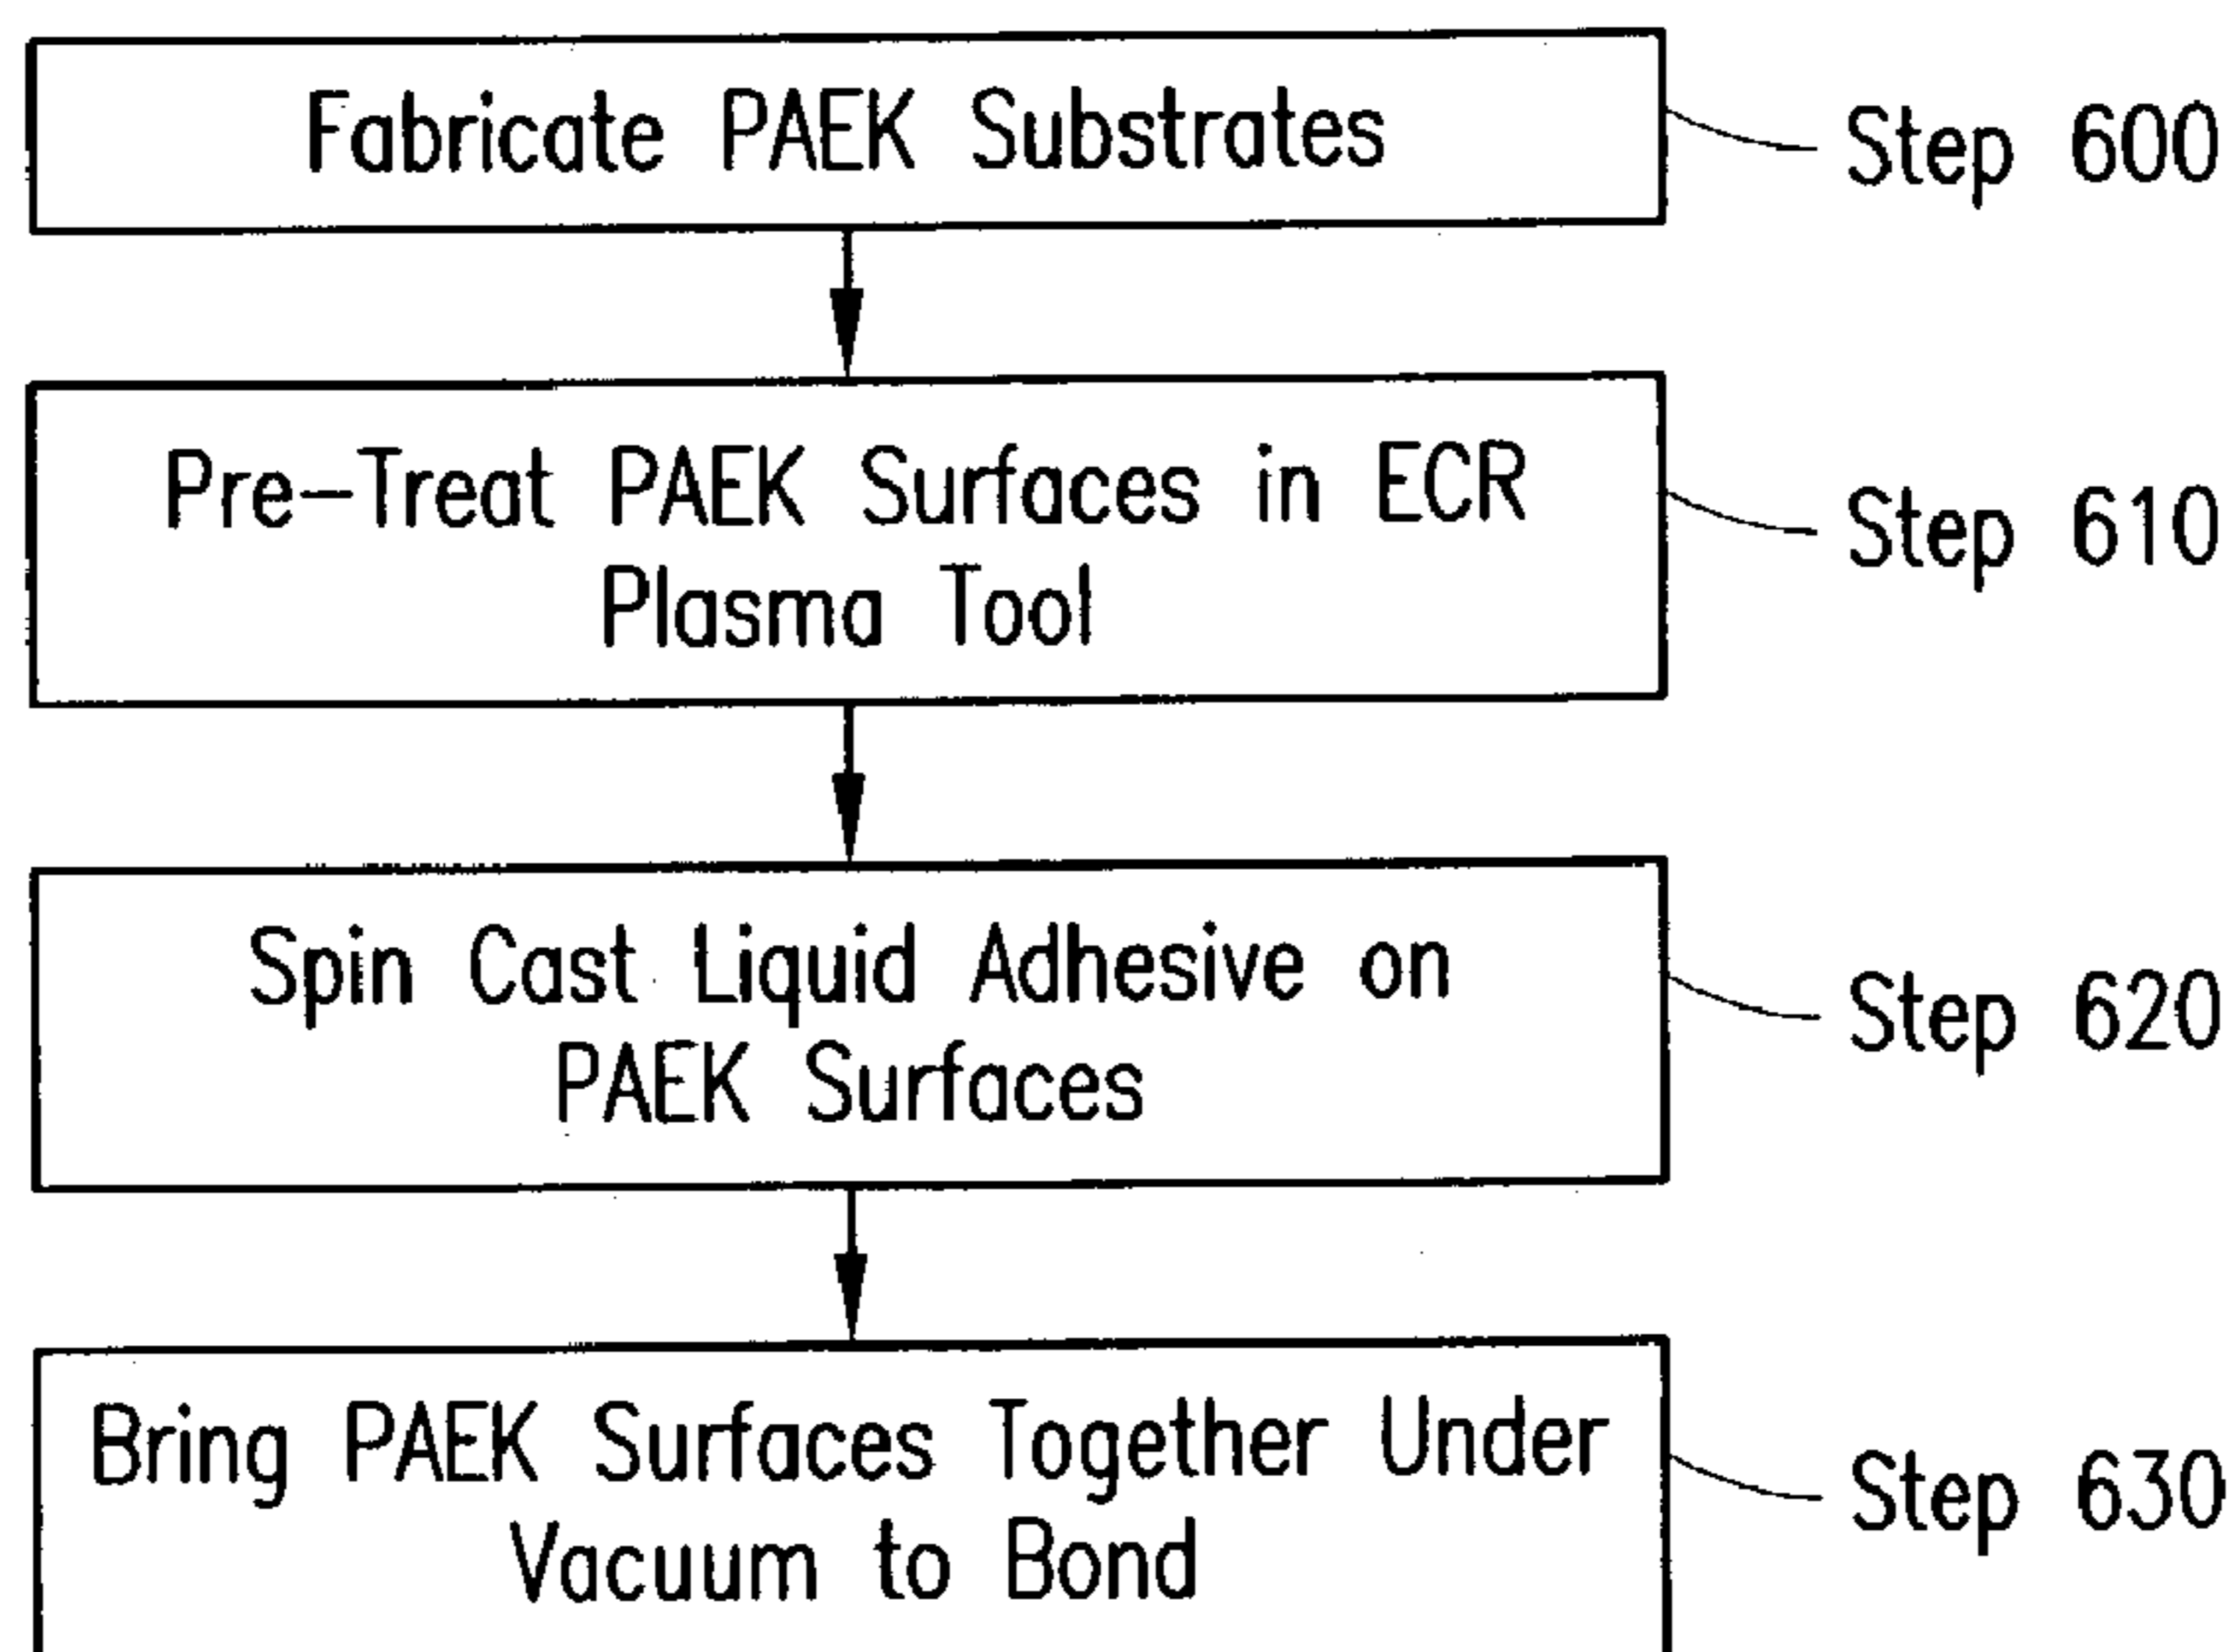 Fabricate PAEK Substrates
Step 600
Pre-Treat PAEK Surfaces in ECR
Plasma Tool
Step 610
Spin Cast Liquid Adhesive on
PAEK Surfaces
Step 620
Bring PAEK Surfaces Together Under
Vacuum to Bond
Step 630